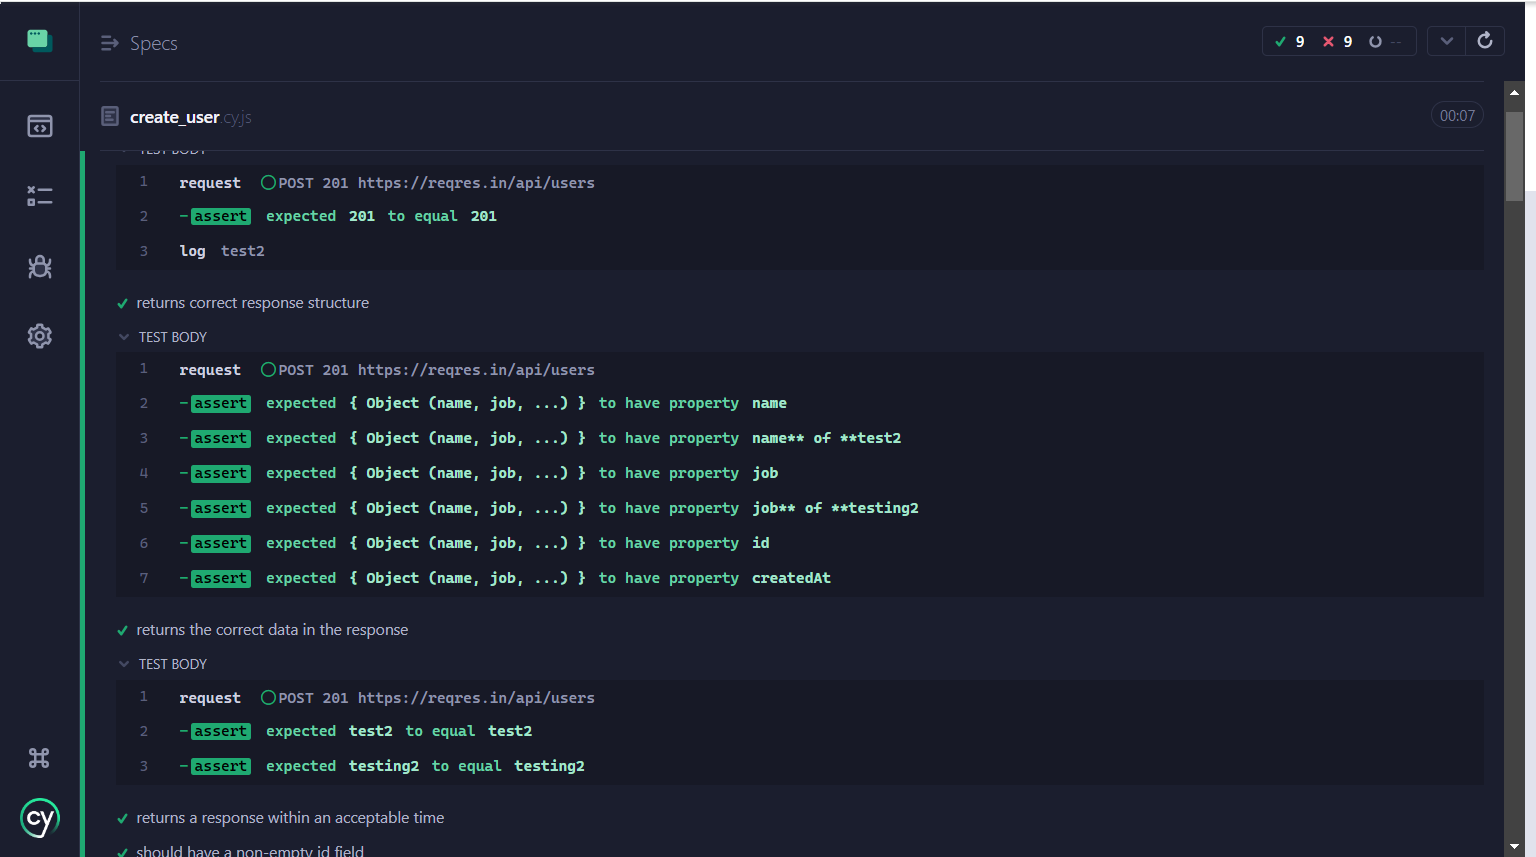 Specs
9 9 --
create_user.cy.js
00:07
TEST BODY
1 request POST 201 https://reqres.in/api/users
2 -assert expected 201 to equal 201
3 log test2
returns correct response structure
TEST BODY
1 request POST 201 https://reqres.in/api/users
2 -assert expected { Object (name, job, ...) } to have property name
3 -assert expected { Object (name, job, ...) } to have property name** of **test2
4 -assert expected { Object (name, job, ...) } to have property job
5 -assert expected { Object (name, job, ...) } to have property job** of **testing2
6 -assert expected { Object (name, job, ...) } to have property id
7 -assert expected { Object (name, job, ...) } to have property createdAt
returns the correct data in the response
TEST BODY
1 request POST 201 https://reqres.in/api/users
2 -assert expected test2 to equal test2
3 -assert expected testing2 to equal testing2
returns a response within an acceptable time
should have a non-empty id field
cy